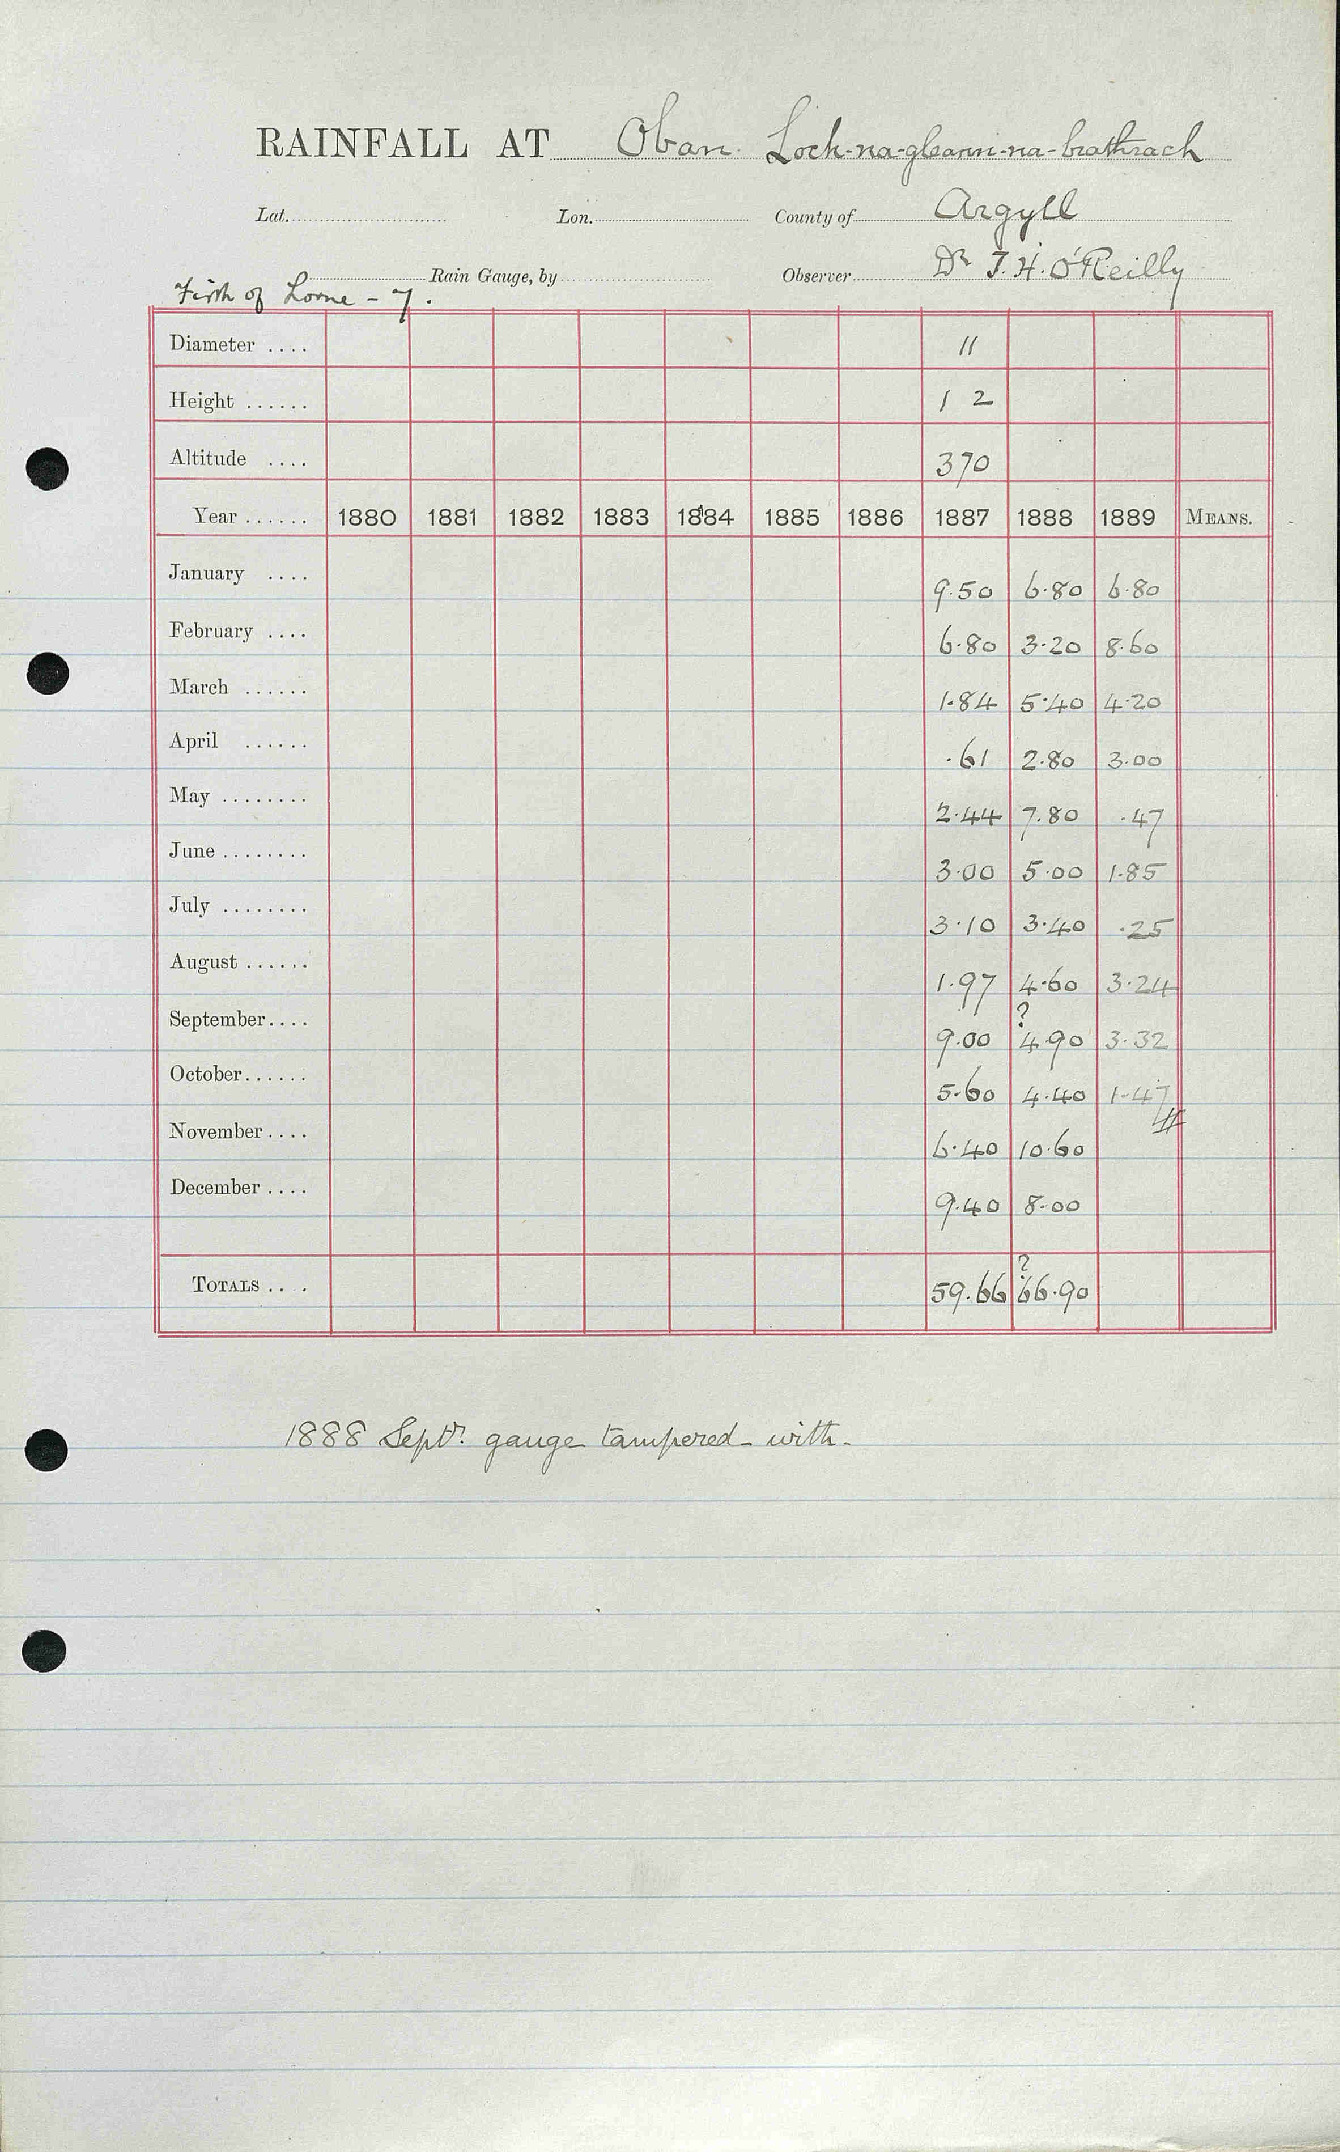 RAINFALL AT Oban. Loch-na-gleann-na-brathrach
Lat. Lon. County of Argyll
Rain Gauge, by Observer Dr T. H. O'Reilly
Firth of Lorne - 7.
Diameter .... 11
Height ...... 1 2
Altitude .... 370
Year ...... 1880 1881 1882 1883 1884 1885 1886 1887 1888 1889 MEANS.
January .... 9.50 6.80 6.80
February .... 6.80 3.20 8.60
March ...... 1.84 5.40 4.20
April ...... .61 2.80 3.00
May ........ 2.44 7.80 .47
June ........ 3.00 5.00 1.85
July ........ 3.10 3.40 .25
August ...... 1.97 4.60 3.24
September.... 9.00 ?4.90 3.32
October...... 5.60 4.40 1.47
November.... 6.40 10.60
December.... 9.40 8.00
TOTALS .... 59.66 ?66.90
1888 Septr. gauge tampered with.